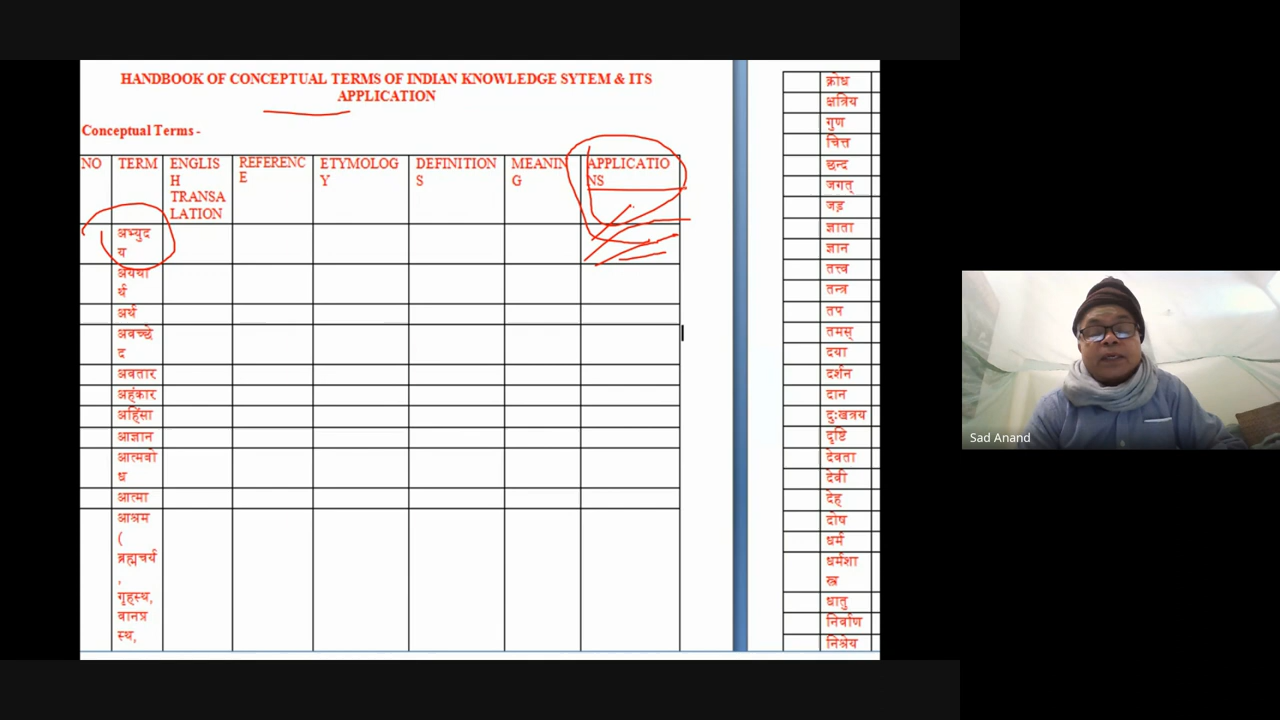 HANDBOOK OF CONCEPTUAL TERMS OF INDIAN KNOWLEDGE SYTEM & ITS
APPLICATION
Conceptual Terms -
NO TERM ENGLIS REFERENC ETYMOLOG DEFINITION MEANIN APPLICATIO
H E Y S G NS
TRANSA
LATION
अभ्युद
य
अयथा
र्थ
अर्थ
अवच्छे
द
अवतार
अहंकार
अहिंसा
आज्ञान
आत्मबो
ध
आत्मा
आश्रम
(
ब्रह्मचर्य
,
गृहस्थ,
वानप्र
स्थ,
क्रोध
क्षत्रिय
गुण
चित्त
छन्द
जगत्
जड़
ज्ञाता
ज्ञान
तत्त्व
तन्त्र
तप
तमस्
दया
दर्शन
दान
दुःखत्रय
दृष्टि
देवता
देवी
देह
दोष
धर्म
धर्मशा
स्त्र
धातु
निर्वाण
निश्रेय
Sad Anand